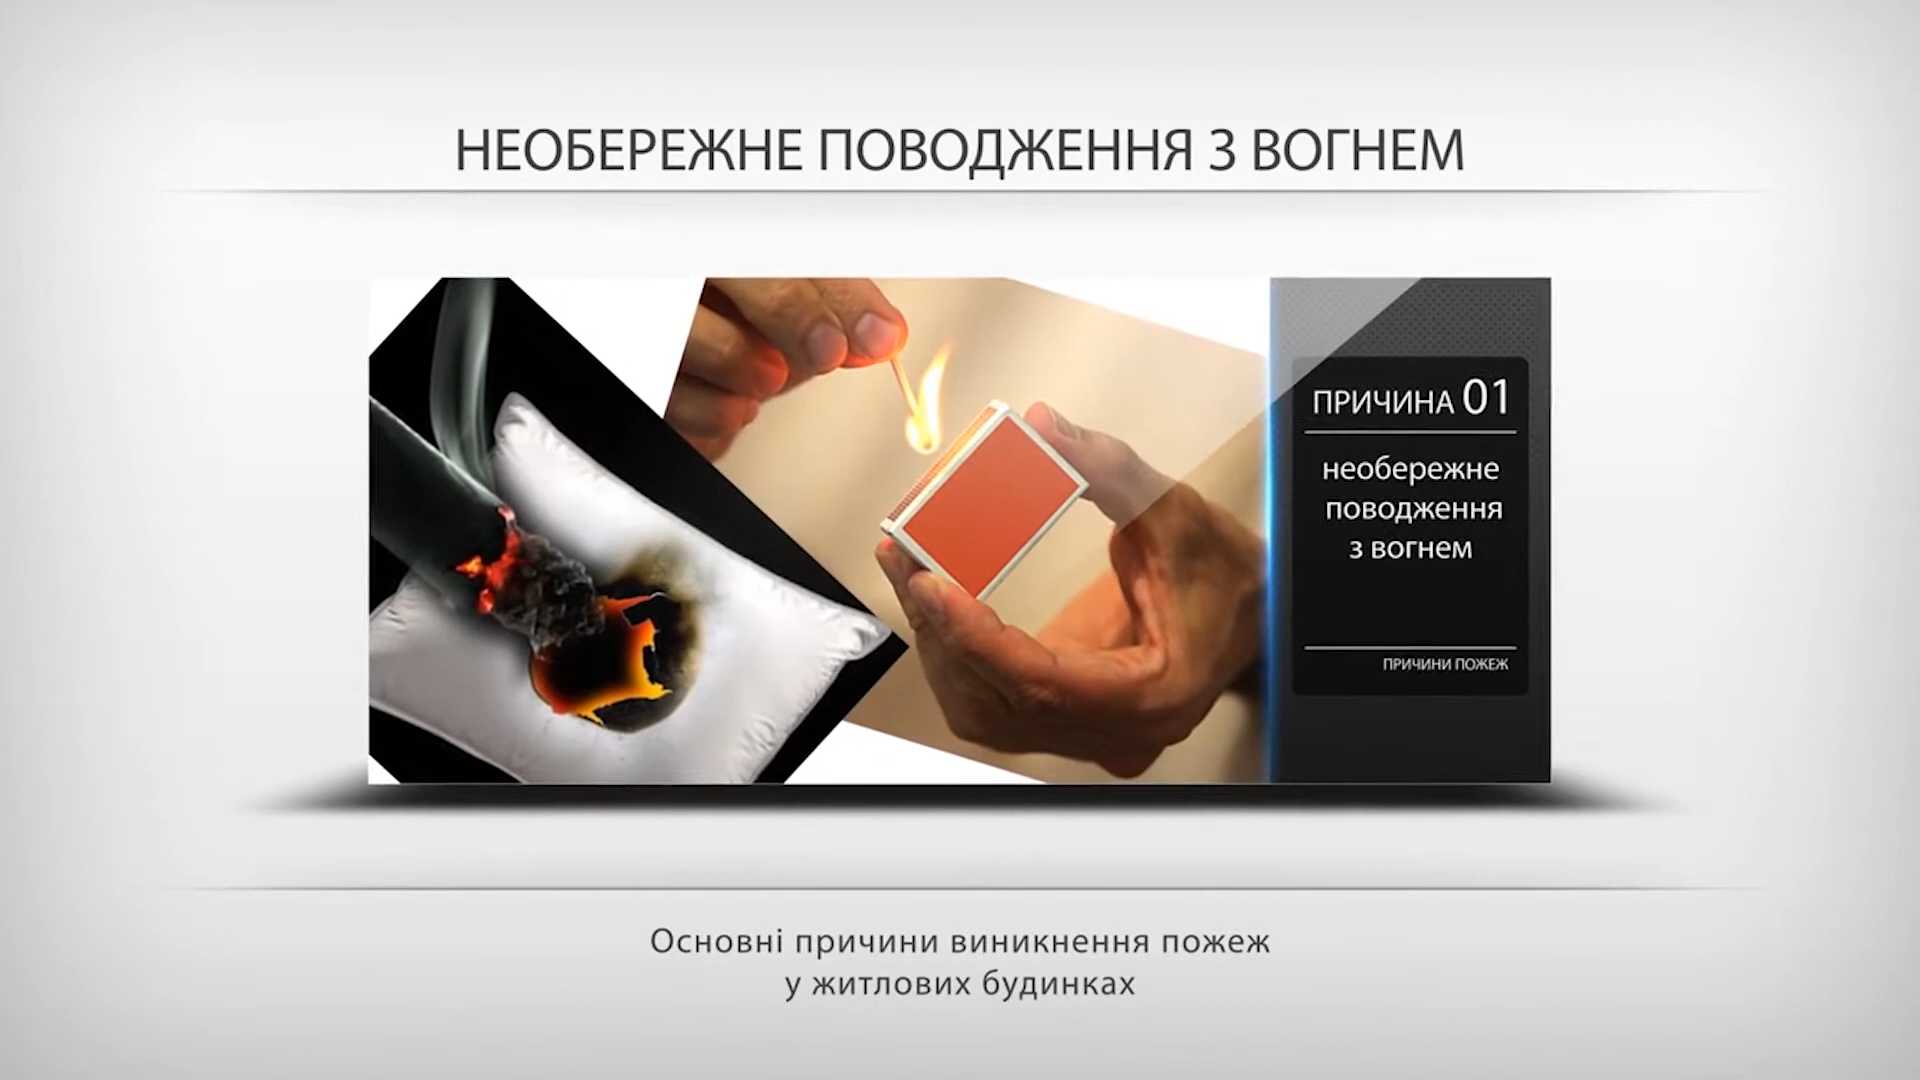 НЕОБЕРЕЖНЕ ПОВОДЖЕННЯ З ВОГНЕМ
ПРИЧИНА 01
необережне
поводження
з вогнем
ПРИЧИНИ ПОЖЕЖ
Основні причини виникнення пожеж
у житлових будинках